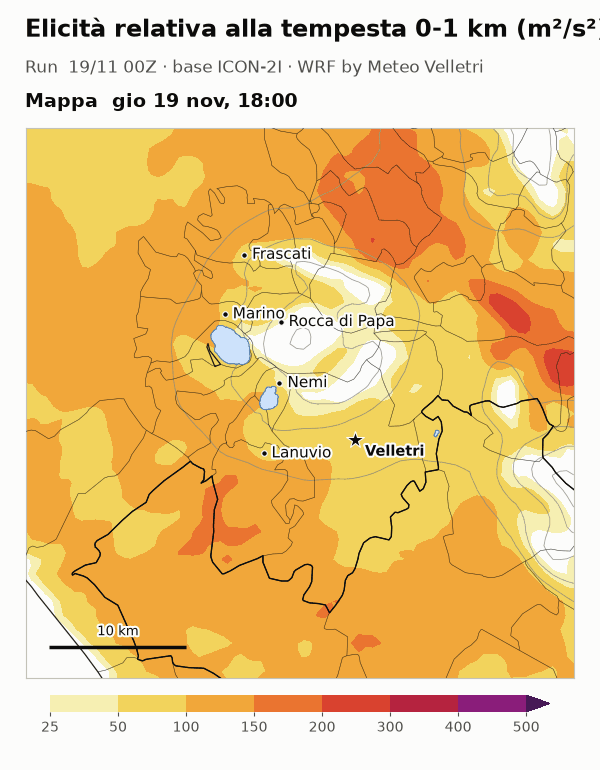 Elicità relativa alla tempesta 0-1 km (m²/s²)
Run 19/11 00Z · base ICON-2I · WRF by Meteo Velletri
Mappa gio 19 nov, 18:00
Frascati
Marino
Rocca di Papa
Nemi
Velletri
Lanuvio
10 km
25 50 100 150 200 300 400 500